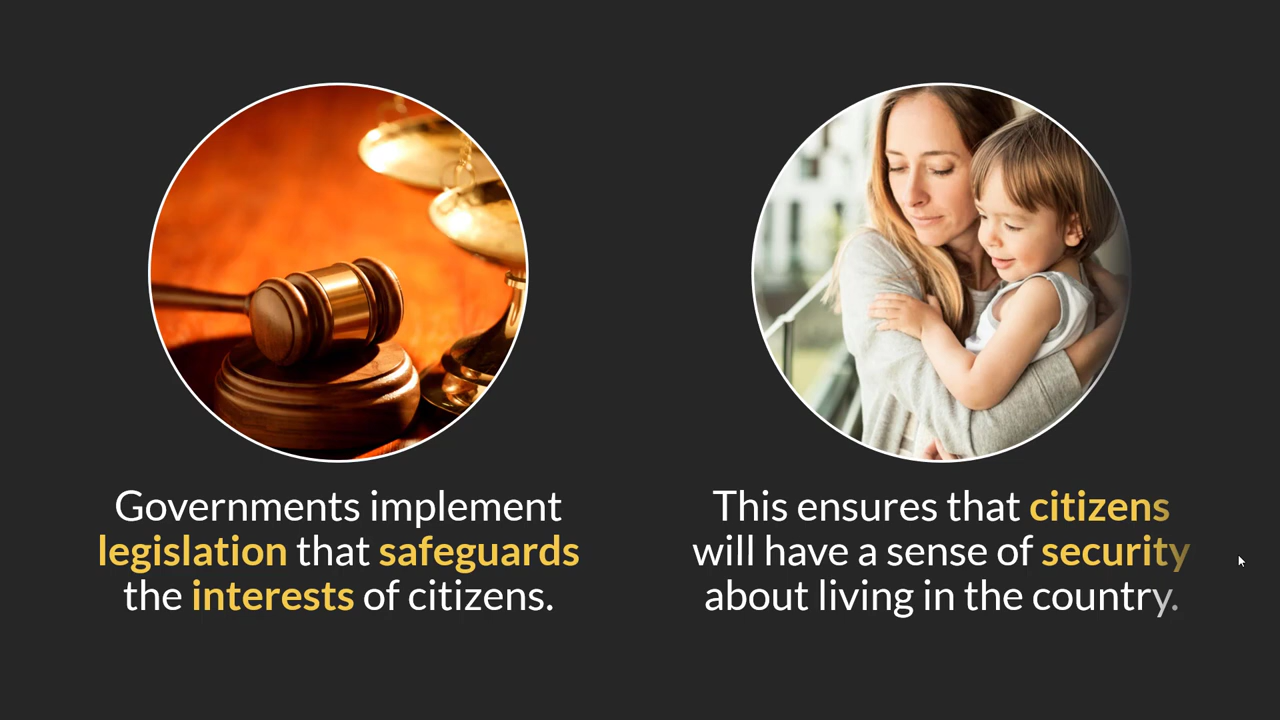 Governments implement
legislation that safeguards
the interests of citizens.
This ensures that citizens
will have a sense of security
about living in the country.